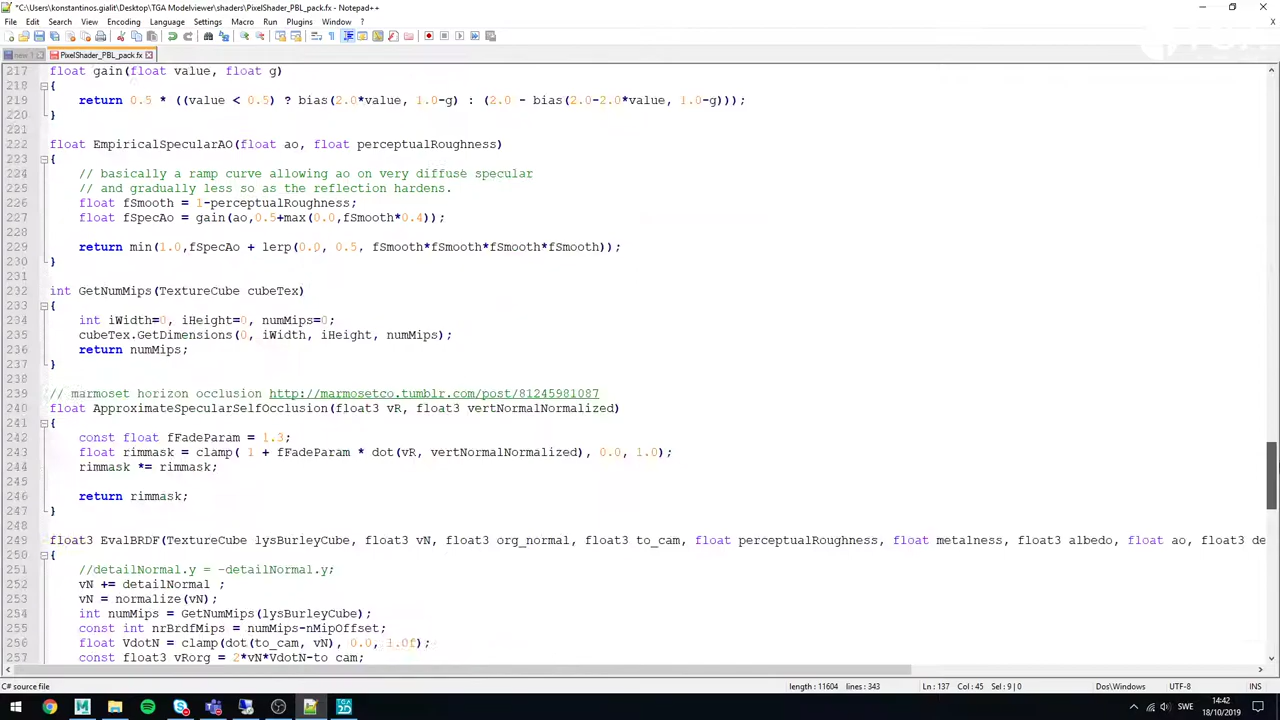 *C:\Users\konstantinos.gialit\Desktop\TGA Modelviewer\shaders\PixelShader_PBL_pack.fx - Notepad++
File Edit Search View Encoding Language Settings Macro Run Plugins Window ?
new 1 PixelShader_PBL_pack.fx
217 float gain(float value, float g)
218 {
219 return 0.5 * ((value < 0.5) ? bias(2.0*value, 1.0-g) : (2.0 - bias(2.0-2.0*value, 1.0-g)));
220 }
221
222 float EmpiricalSpecularAO(float ao, float perceptualRoughness)
223 {
224 // basically a ramp curve allowing ao on very diffuse specular
225 // and gradually less so as the reflection hardens.
226 float fSmooth = 1-perceptualRoughness;
227 float fSpecAo = gain(ao,0.5+max(0.0,fSmooth*0.4));
228
229 return min(1.0,fSpecAo + lerp(0.0, 0.5, fSmooth*fSmooth*fSmooth*fSmooth));
230 }
231
232 int GetNumMips(TextureCube cubeTex)
233 {
234 int iWidth=0, iHeight=0, numMips=0;
235 cubeTex.GetDimensions(0, iWidth, iHeight, numMips);
236 return numMips;
237 }
238
239 // marmoset horizon occlusion http://marmosetco.tumblr.com/post/81245981087
240 float ApproximateSpecularSelfOcclusion(float3 vR, float3 vertNormalNormalized)
241 {
242 const float fFadeParam = 1.3;
243 float rimmask = clamp( 1 + fFadeParam * dot(vR, vertNormalNormalized), 0.0, 1.0);
244 rimmask *= rimmask;
245
246 return rimmask;
247 }
248
249 float3 EvalBRDF(TextureCube lysBurleyCube, float3 vN, float3 org_normal, float3 to_cam, float perceptualRoughness, float metalness, float3 albedo, float ao, float3 de
250 {
251 //detailNormal.y = -detailNormal.y;
252 vN += detailNormal ;
253 vN = normalize(vN);
254 int numMips = GetNumMips(lysBurleyCube);
255 const int nrBrdfMips = numMips-nMipOffset;
256 float VdotN = clamp(dot(to_cam, vN), 0.0, 1.0f);
257 const float3 vRorg = 2*vN*VdotN-to_cam;
C# source file length : 11604 lines : 343 Ln : 137 Col : 45 Sel : 9 | 0 Dos\Windows UTF-8 INS
TGA 2D SWE 14:42
18/10/2019